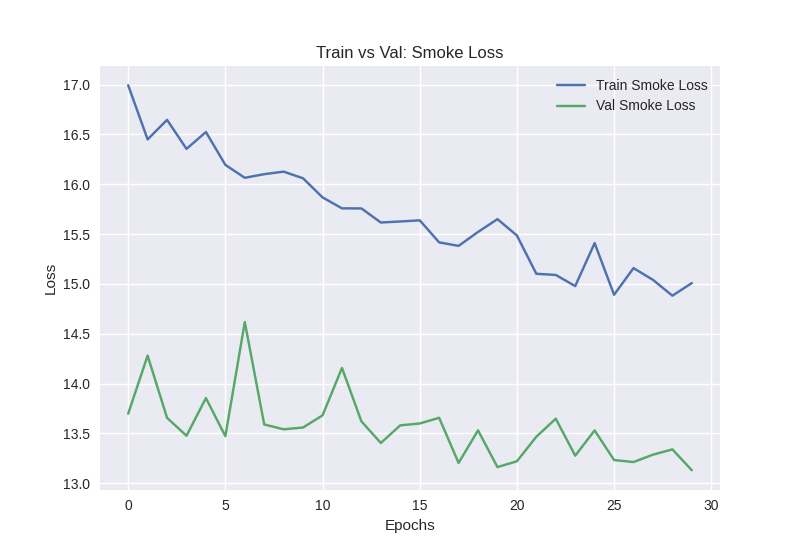 Train vs Val: Smoke Loss
Train Smoke Loss
Val Smoke Loss
17.0
16.5
16.0
15.5
15.0
14.5
14.0
13.5
13.0
Loss
0 5 10 15 20 25 30
Epochs